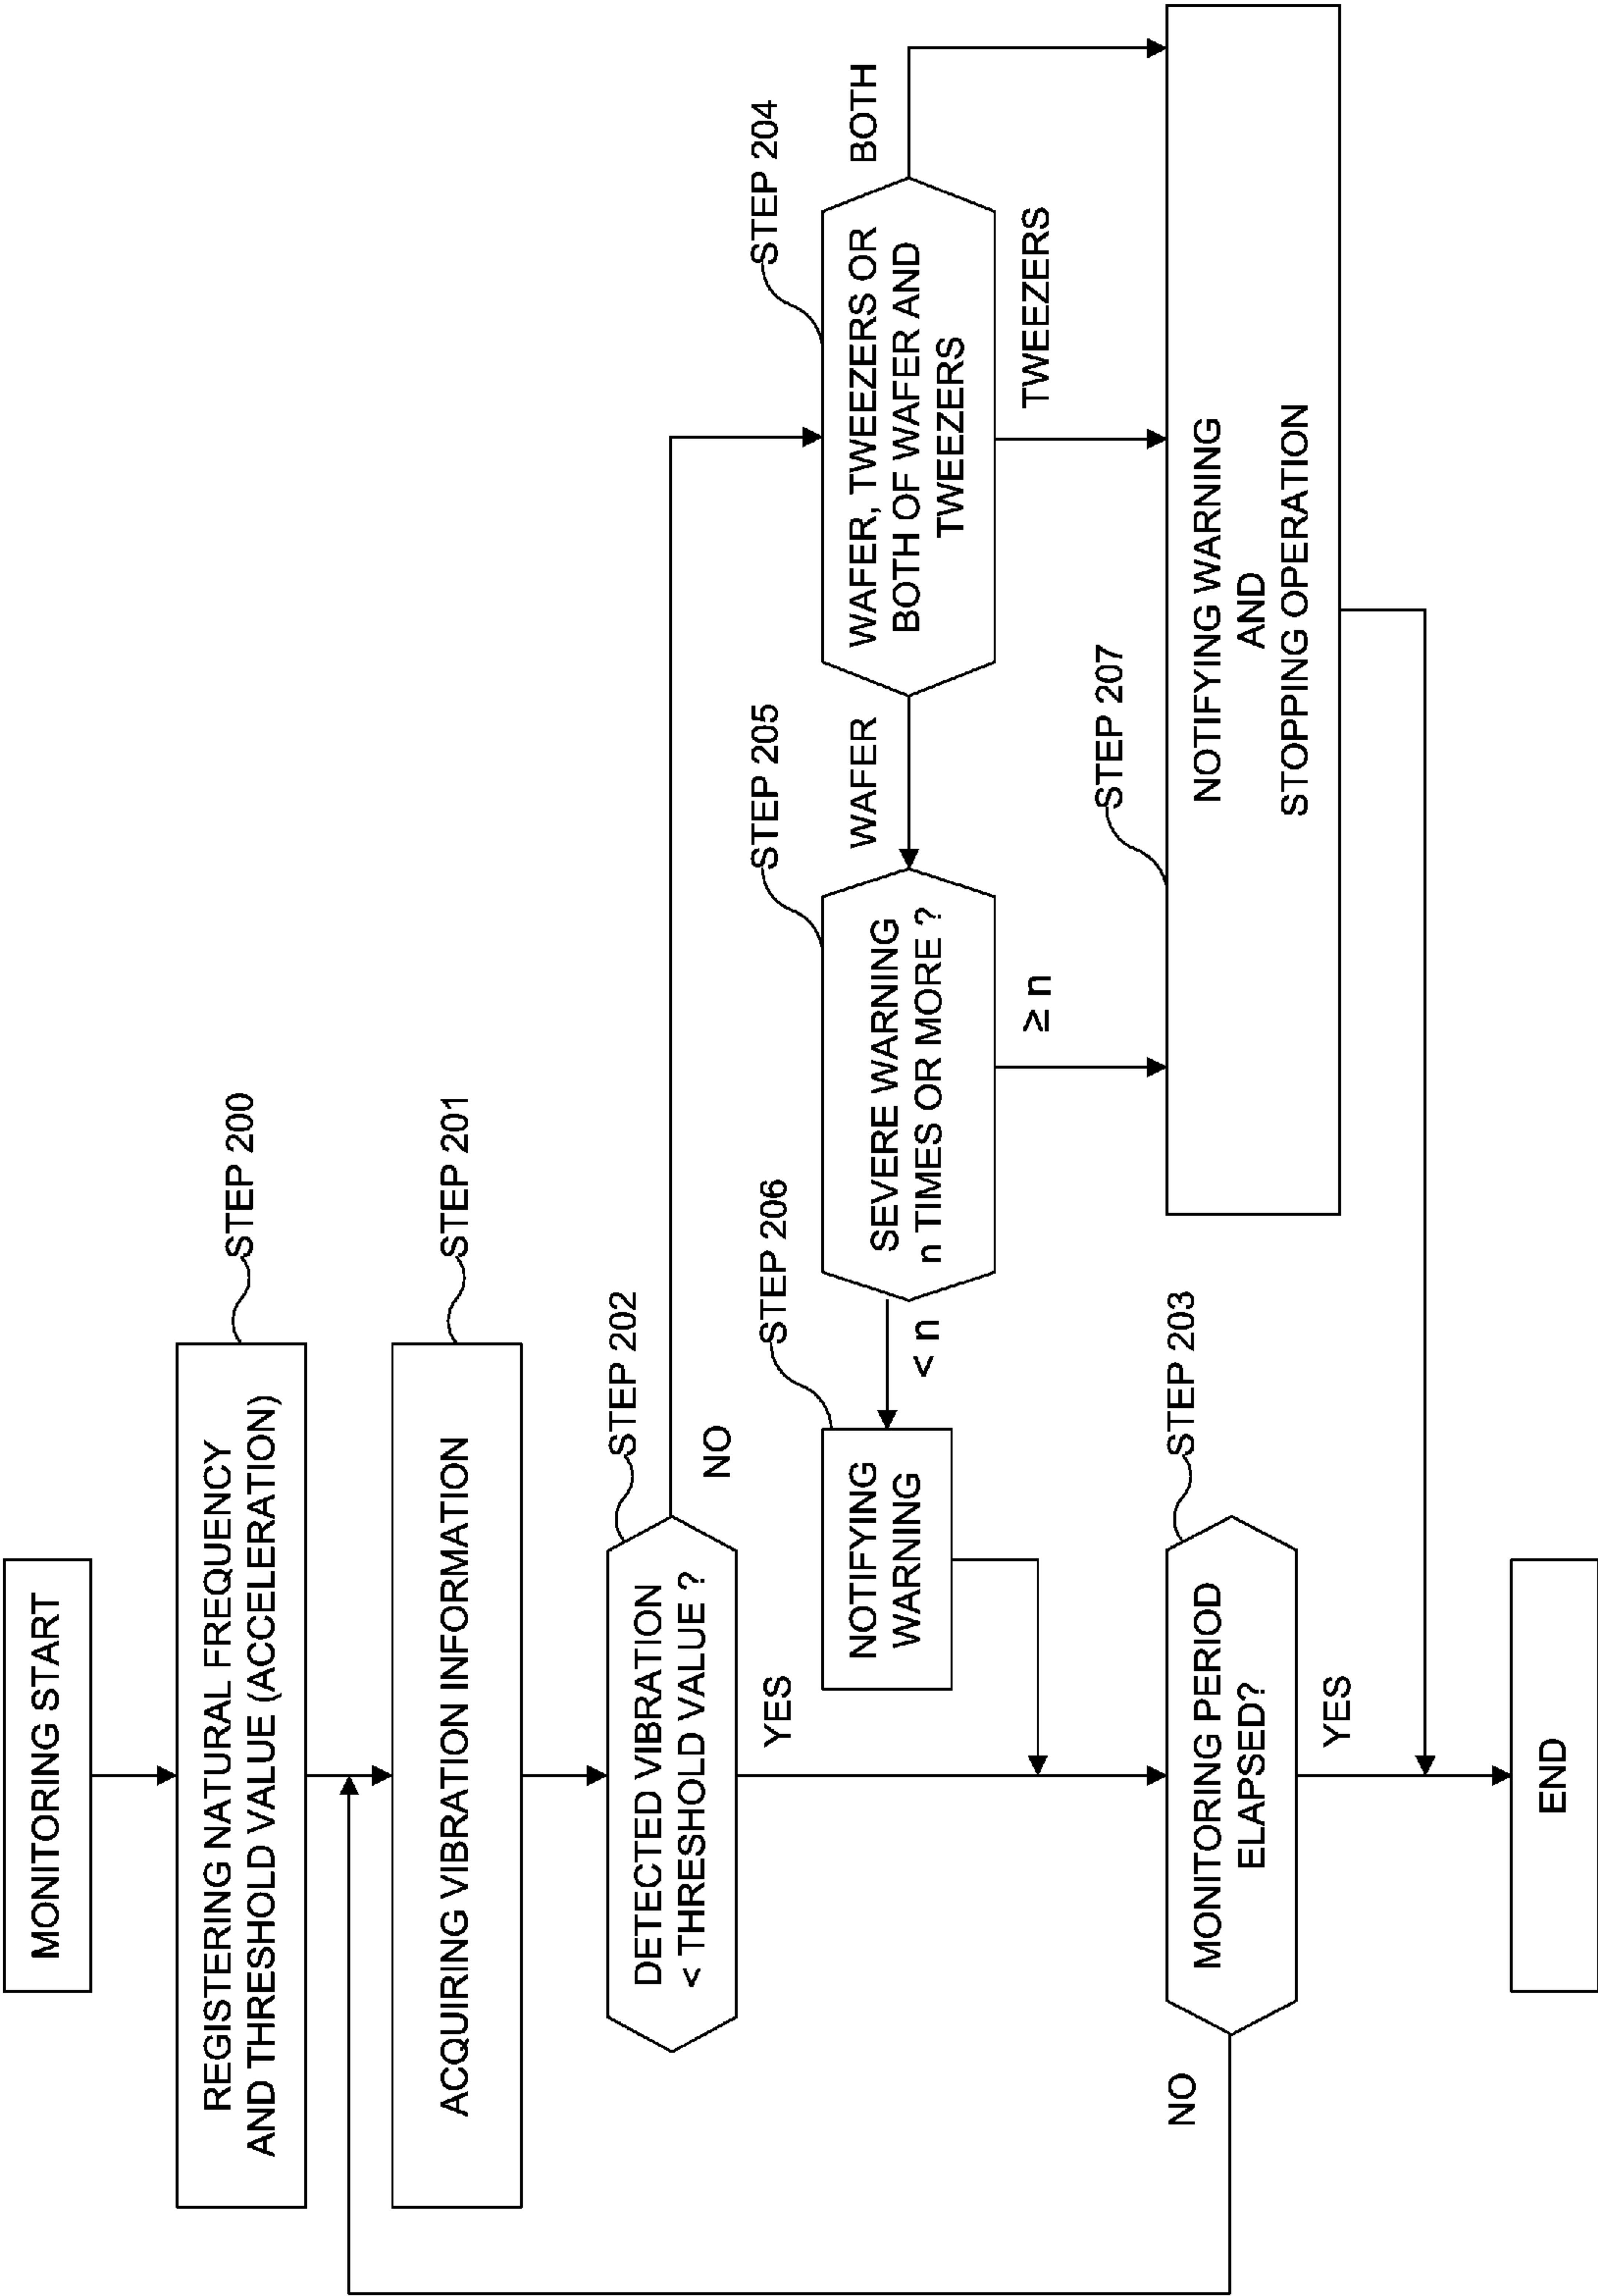 MONITORING START
STEP 200
REGISTERING NATURAL FREQUENCY
AND THRESHOLD VALUE (ACCELERATION)
STEP 201
ACQUIRING VIBRATION INFORMATION
STEP 202
DETECTED VIBRATION
< THRESHOLD VALUE ?
NO
YES
STEP 204
WAFER, TWEEZERS OR
BOTH OF WAFER AND
TWEEZERS
BOTH
TWEEZERS
WAFER
STEP 205
SEVERE WARNING
n TIMES OR MORE ?
≥ n
< n
STEP 206
NOTIFYING
WARNING
STEP 207
NOTIFYING WARNING
AND
STOPPING OPERATION
STEP 203
MONITORING PERIOD
ELAPSED?
NO
YES
END